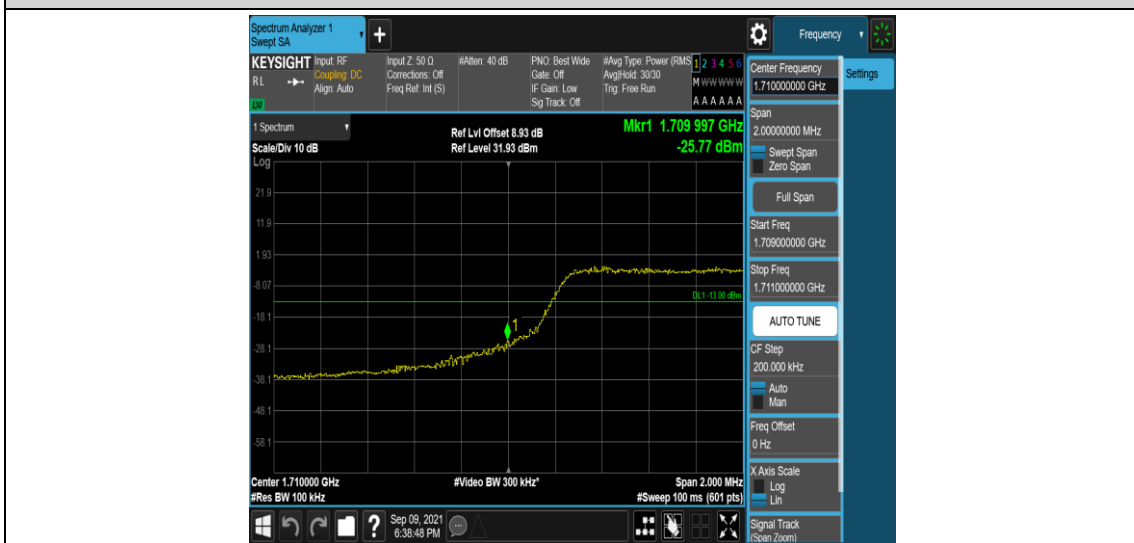 Spectrum Analyzer 1
Swept SA
+
Frequency
KEYSIGHT
RL
LXI
Input: RF
Coupling: DC
Align: Auto
Input Z: 50 Ω
Corrections: Off
Freq Ref: Int (S)
#Atten: 40 dB
PNO: Best Wide
Gate: Off
IF Gain: Low
Sig Track: Off
#Avg Type: Power (RMS
Avg|Hold: 30/30
Trig: Free Run
1 2 3 4 5 6
M W W W W W
A A A A A A
1 Spectrum
Scale/Div 10 dB
Log
Ref Lvl Offset 8.93 dB
Ref Level 31.93 dBm
Mkr1 1.709 997 GHz
-25.77 dBm
21.9
11.9
1.93
-8.07
-18.1
-28.1
-38.1
-48.1
-58.1
DL1 -13.00 dBm
1
Center 1.710000 GHz
#Res BW 100 kHz
#Video BW 300 kHz*
Span 2.000 MHz
#Sweep 100 ms (601 pts)
Center Frequency
1.710000000 GHz
Settings
Span
2.00000000 MHz
Swept Span
Zero Span
Full Span
Start Freq
1.709000000 GHz
Stop Freq
1.711000000 GHz
AUTO TUNE
CF Step
200.000 kHz
Auto
Man
Freq Offset
0 Hz
X Axis Scale
Log
Lin
Signal Track
(Span Zoom)
?
Sep 09, 2021
6:38:48 PM